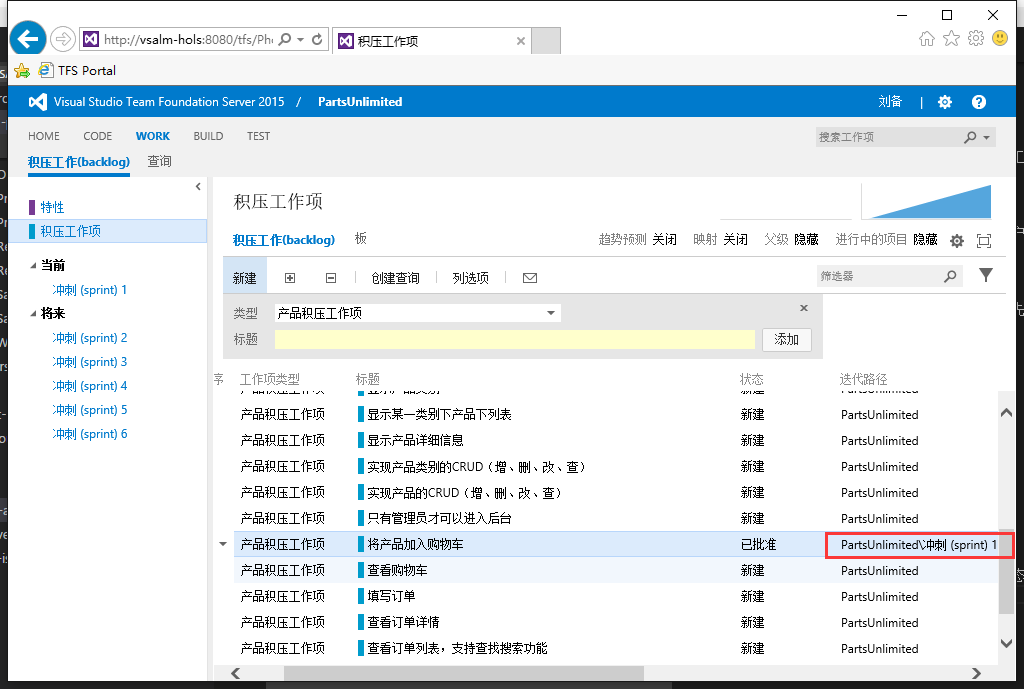 http://vsalm-hols:8080/tfs/Ph
积压工作项
TFS Portal
Visual Studio Team Foundation Server 2015 / PartsUnlimited
刘备
HOME CODE WORK BUILD TEST
搜索工作项
积压工作(backlog) 查询
特性
积压工作项
当前
冲刺 (sprint) 1
将来
冲刺 (sprint) 2
冲刺 (sprint) 3
冲刺 (sprint) 4
冲刺 (sprint) 5
冲刺 (sprint) 6
积压工作项
积压工作(backlog) 板
趋势预测 关闭 映射 关闭 父级 隐藏 进行中的项目 隐藏
新建 创建查询 列选项
筛选器
类型 产品积压工作项
标题 添加
序 工作项类型 标题 状态 迭代路径
产品积压工作项 显示产品类别 新建 PartsUnlimited
产品积压工作项 显示某一类别下产品下列表 新建 PartsUnlimited
产品积压工作项 显示产品详细信息 新建 PartsUnlimited
产品积压工作项 实现产品类别的CRUD（增、删、改、查） 新建 PartsUnlimited
产品积压工作项 实现产品的CRUD（增、删、改、查） 新建 PartsUnlimited
产品积压工作项 只有管理员才可以进入后台 新建 PartsUnlimited
产品积压工作项 将产品加入购物车 已批准 PartsUnlimited\冲刺 (sprint) 1
产品积压工作项 查看购物车 新建 PartsUnlimited
产品积压工作项 填写订单 新建 PartsUnlimited
产品积压工作项 查看订单详情 新建 PartsUnlimited
产品积压工作项 查看订单列表，支持查找搜索功能 新建 PartsUnlimited